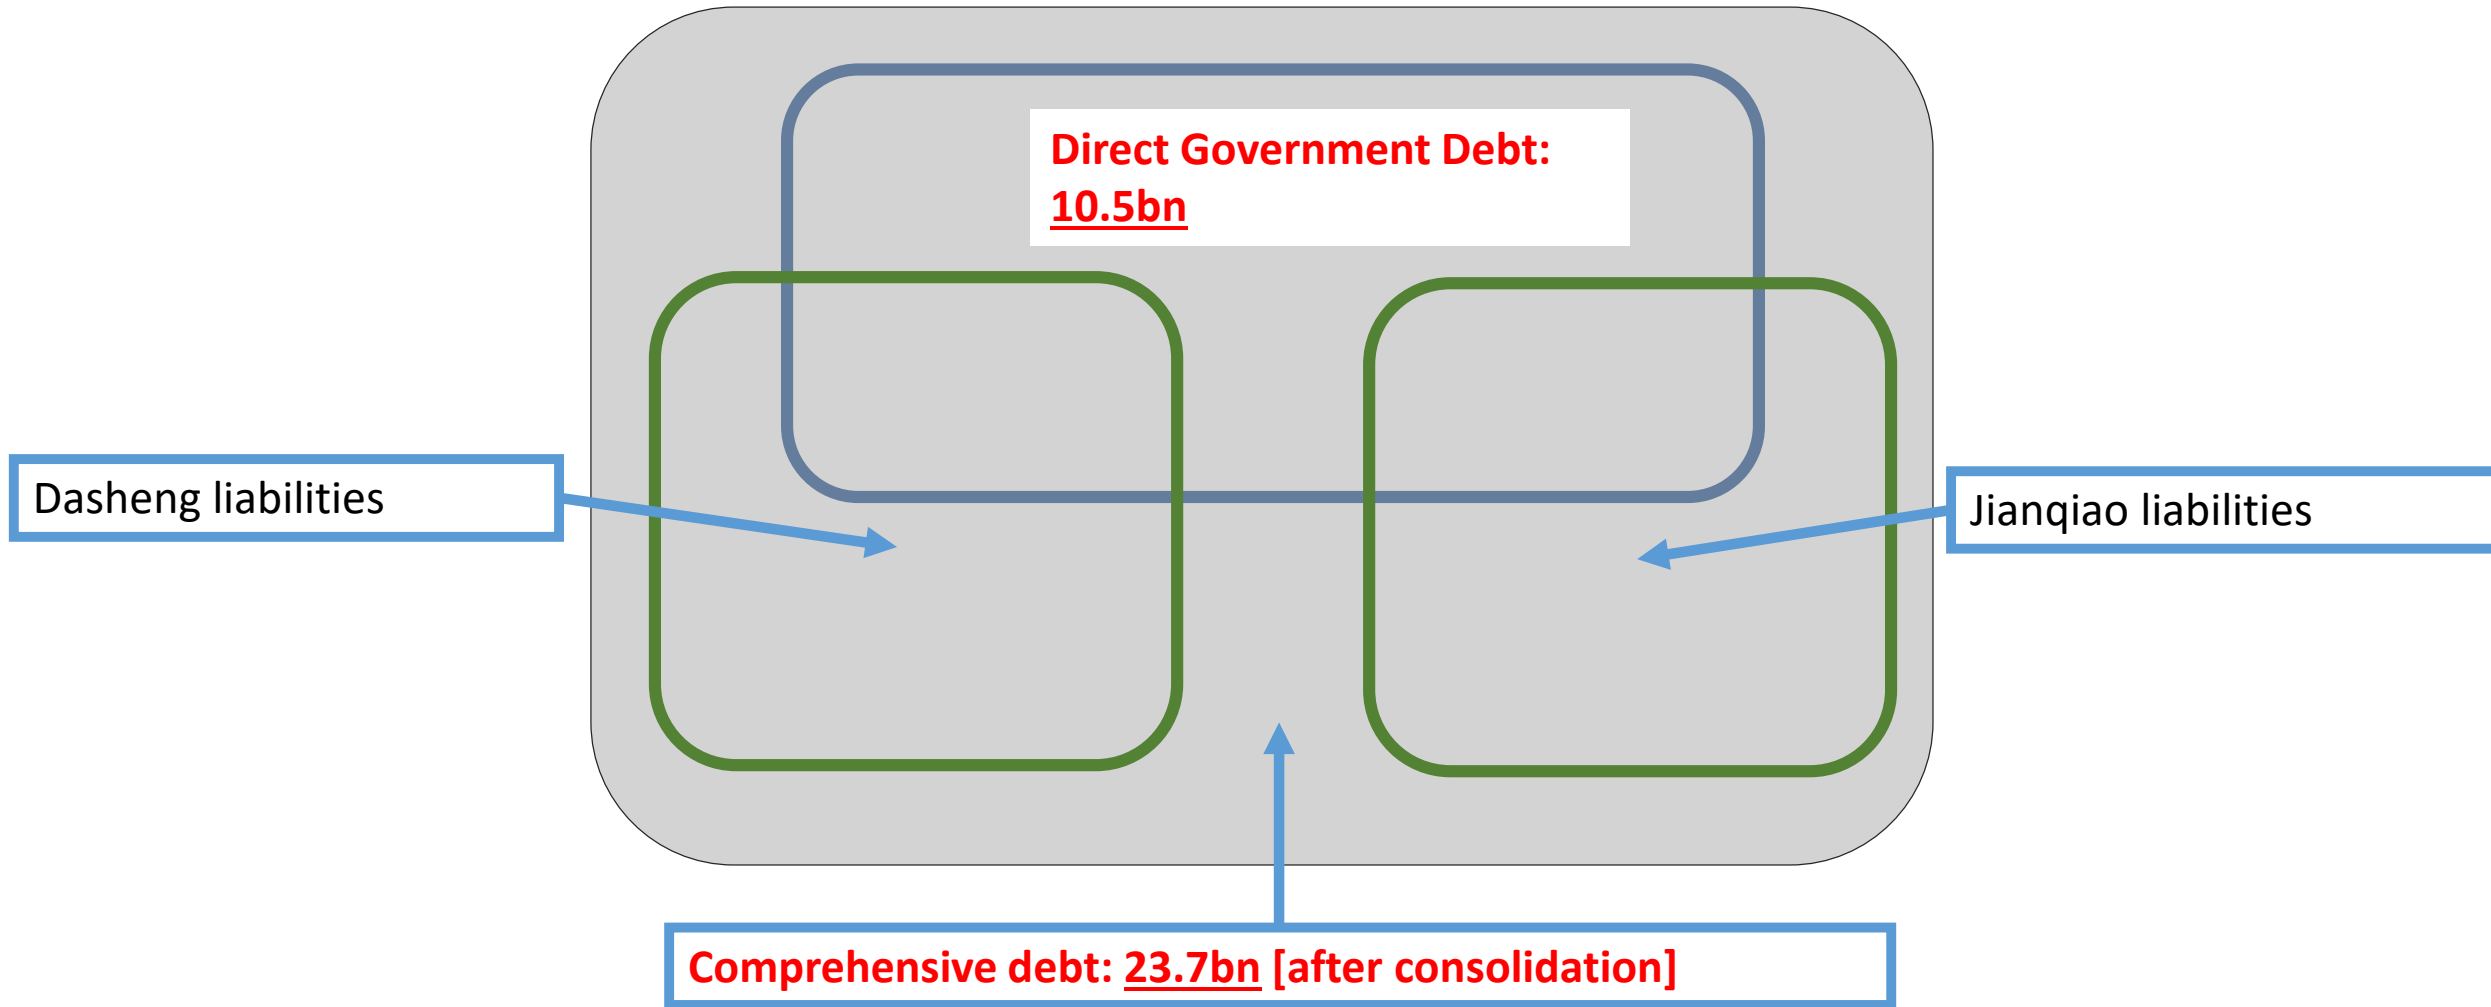 Direct Government Debt:
10.5bn
Dasheng liabilities
Jianqiao liabilities
Comprehensive debt: 23.7bn [after consolidation]